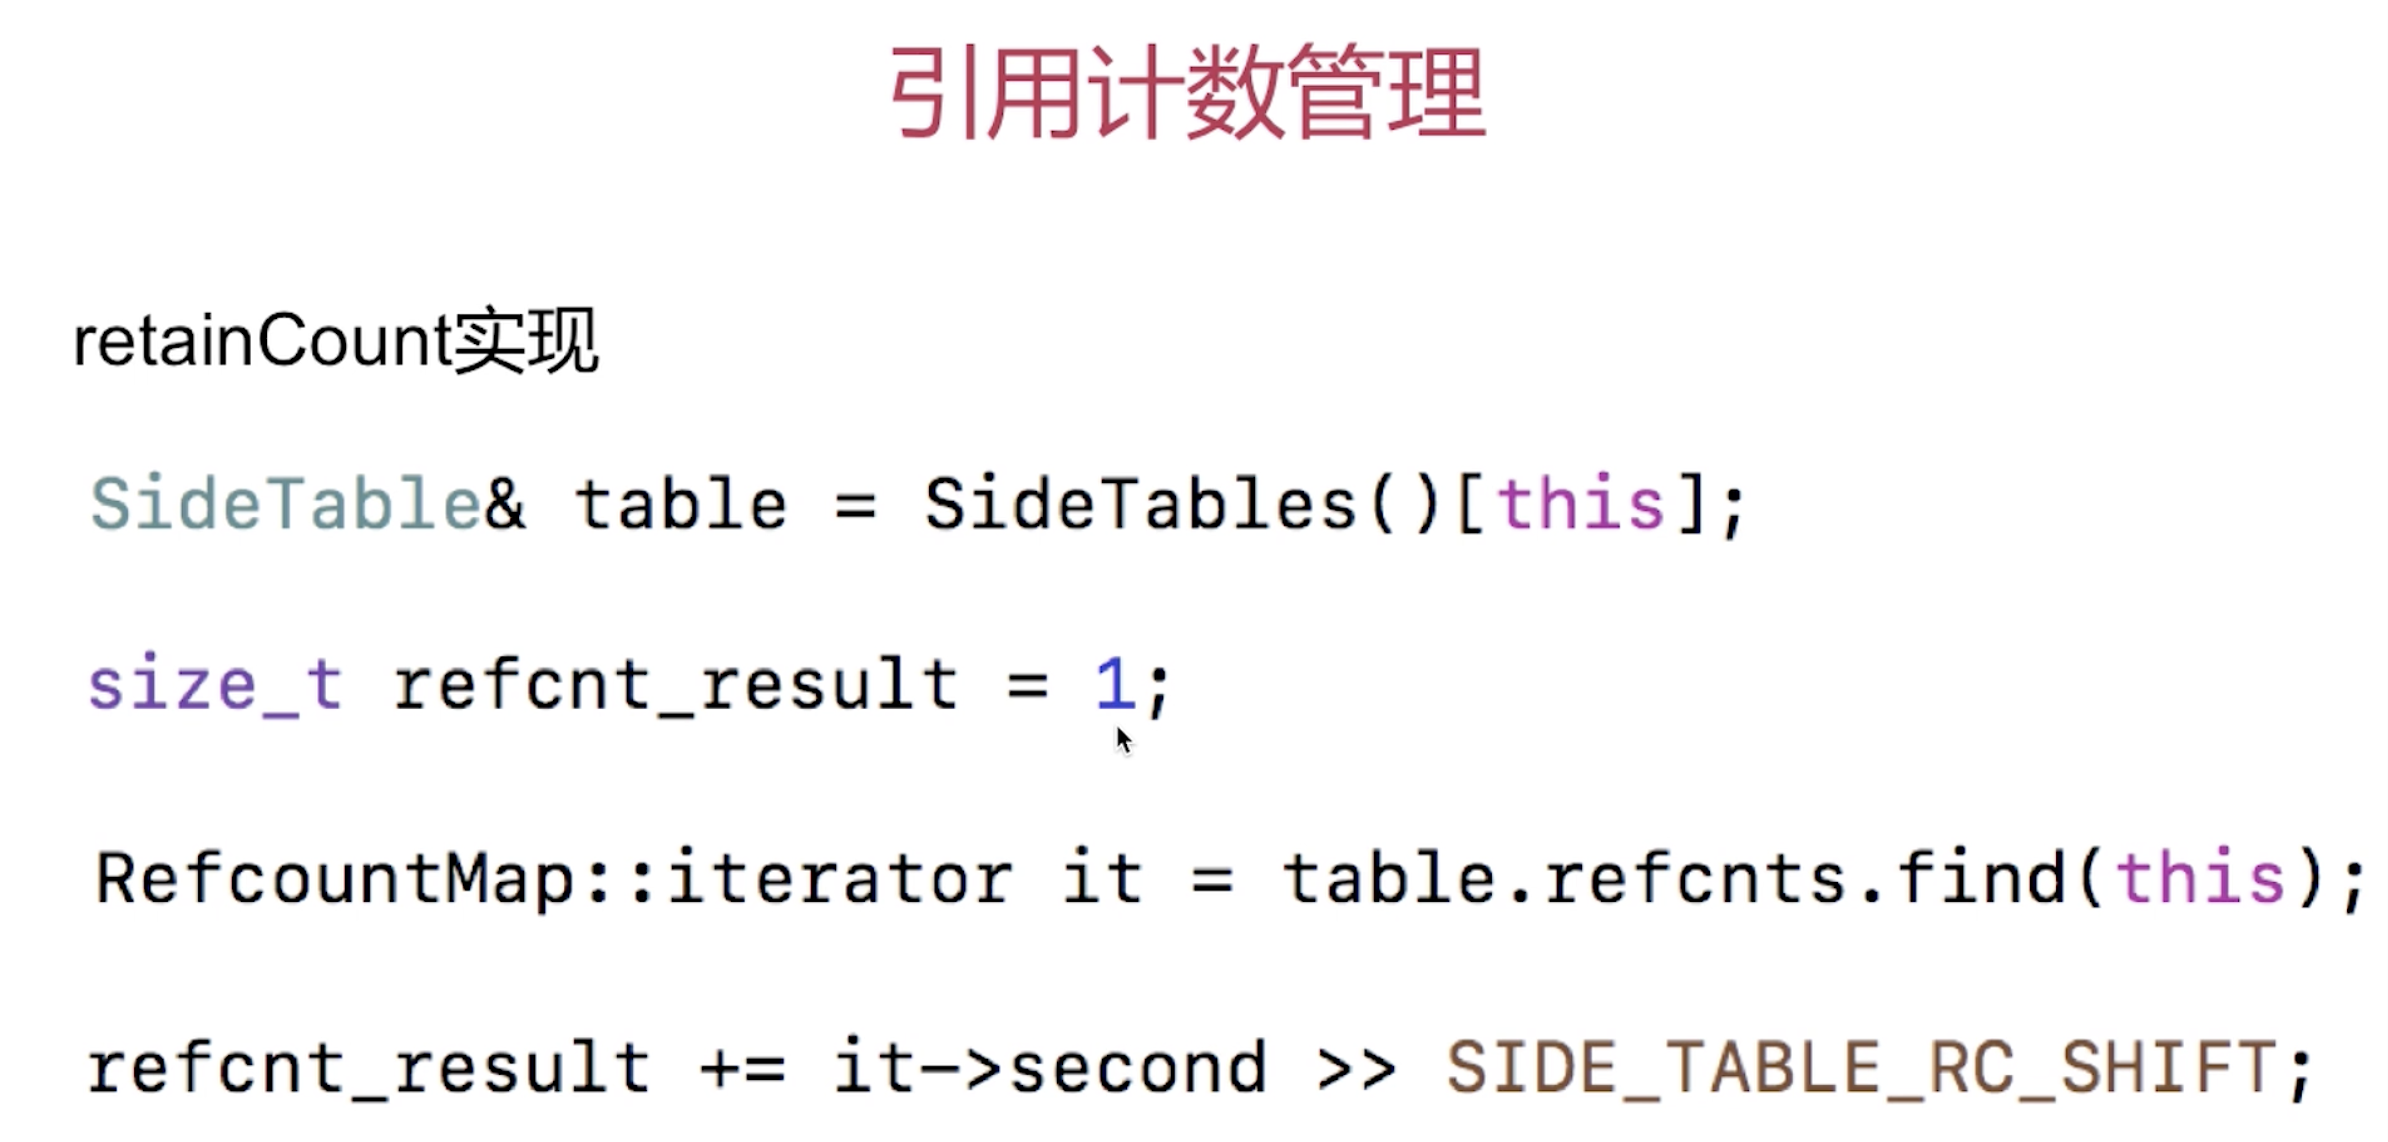 引用计数管理
retainCount实现
SideTable& table = SideTables()[this];
size_t refcnt_result = 1;
RefcountMap::iterator it = table.refcnts.find(this);
refcnt_result += it->second >> SIDE_TABLE_RC_SHIFT;